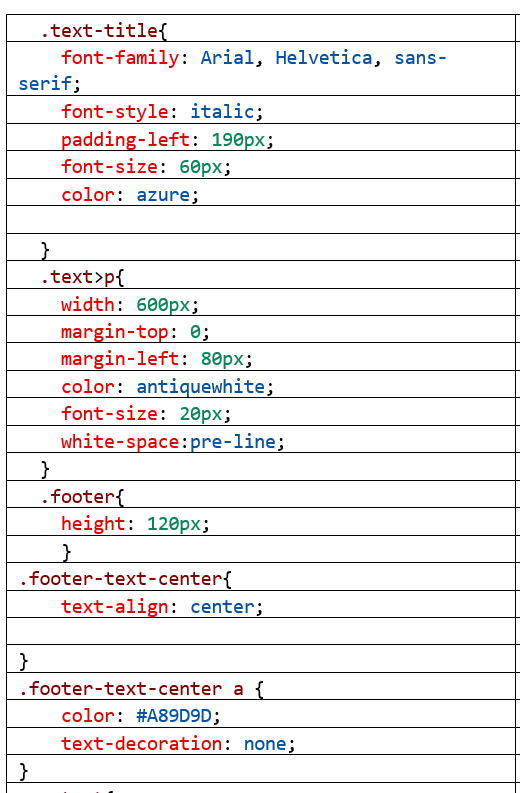 .text-title{
font-family: Arial, Helvetica, sans-
serif;
font-style: italic;
padding-left: 190px;
font-size: 60px;
color: azure;
}
.text>p{
width: 600px;
margin-top: 0;
margin-left: 80px;
color: antiquewhite;
font-size: 20px;
white-space:pre-line;
}
.footer{
height: 120px;
}
.footer-text-center{
text-align: center;
}
.footer-text-center a {
color: #A89D9D;
text-decoration: none;
}